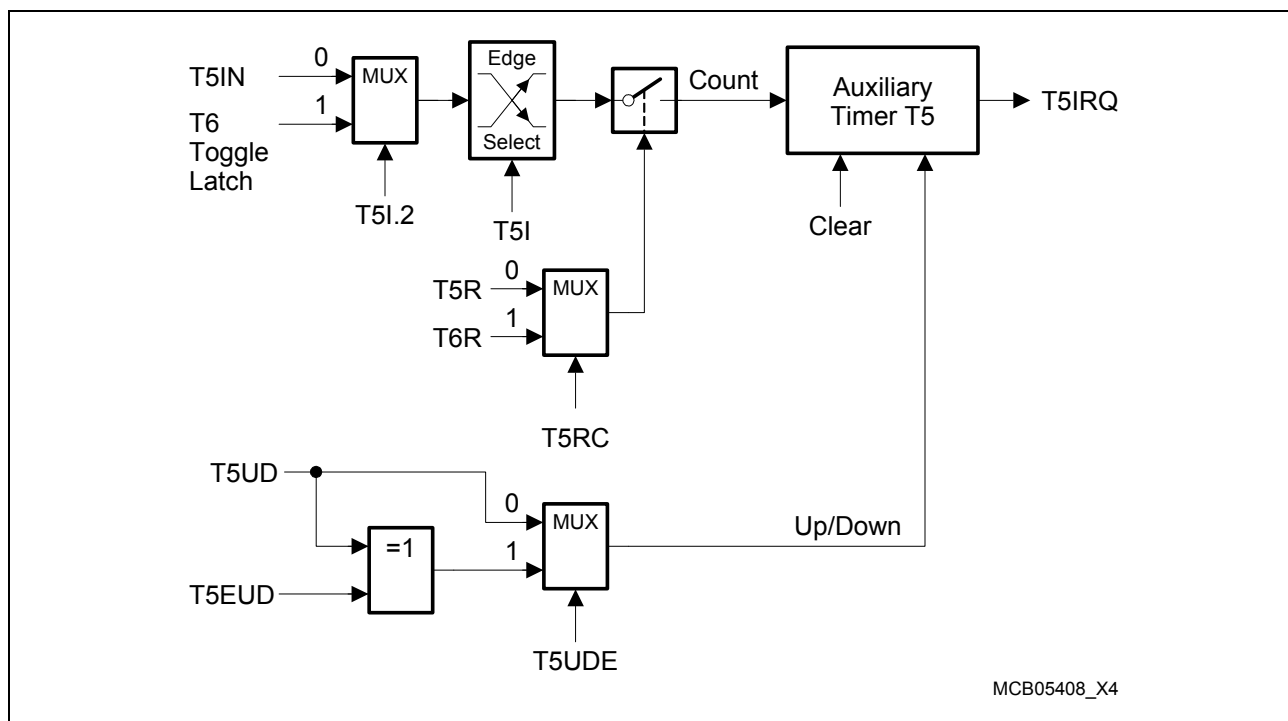 T5IN
0
MUX
1
T6
Toggle
Latch
T5I.2
Edge
Select
T5I
Count
Auxiliary
Timer T5
T5IRQ
Clear
T5R
0
MUX
T6R
1
T5RC
T5UD
0
MUX
1
=1
T5EUD
Up/Down
T5UDE
MCB05408_X4